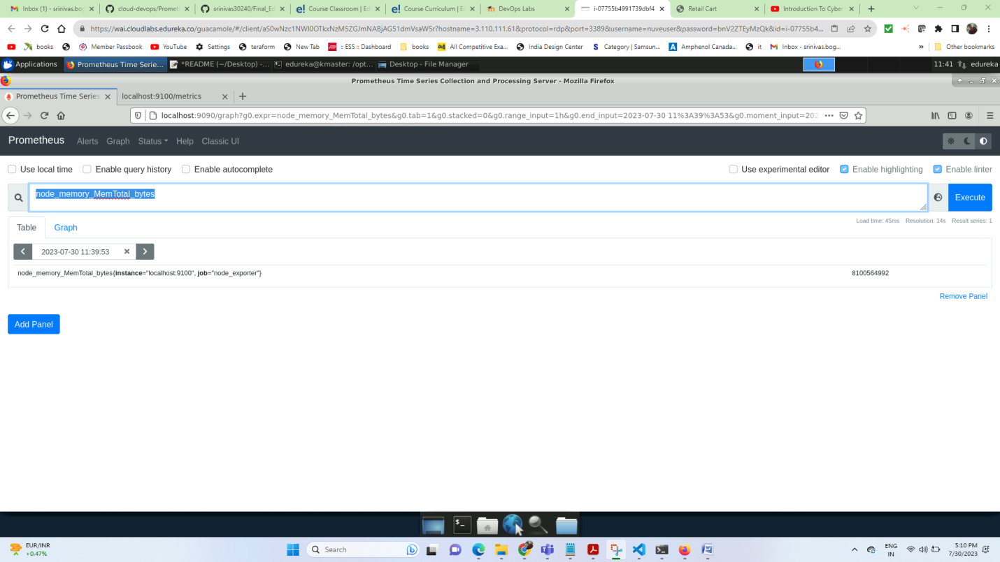 Inbox (1) - srinivas.bog
cloud-devops/Promet
srinivas30240/Final_Ed
Course Classroom | Ed
Course Curriculum | Ec
DevOps Labs
i-07755b4991739dbf4
Retail Cart
Introduction To Cyber
https://wai.cloudlabs.edureka.co/guacamole/#/client/aS0wNzc1NWI0OTkxNzM5ZGJmNABjAG51dmVsaW5r?hostname=3.110.111.61&protocol=rdp&port=3389&username=nuveuser&password=bnV2ZTEyMzQk&id=i-07755b4...
books Member Passbook YouTube Settings teraform New Tab :: ESS :: Dashboard books All Competitive Exa... India Design Center Category | Samsun... Amphenol Canada... it Inbox - srinivas.bog... » Other bookmarks
Applications Prometheus Time Serie... *README (~/Desktop) -... edureka@kmaster: /opt... Desktop - File Manager 11:41 edureka
Prometheus Time Series Collection and Processing Server - Mozilla Firefox
Prometheus Time Series localhost:9100/metrics
localhost:9090/graph?g0.expr=node_memory_MemTotal_bytes&g0.tab=1&g0.stacked=0&g0.range_input=1h&g0.end_input=2023-07-30 11%3A39%3A53&g0.moment_input=202
Prometheus Alerts Graph Status Help Classic UI
Use local time Enable query history Enable autocomplete Use experimental editor Enable highlighting Enable linter
node_memory_MemTotal_bytes Execute
Load time: 45ms Resolution: 14s Result series: 1
Table Graph
2023-07-30 11:39:53
node_memory_MemTotal_bytes{instance="localhost:9100", job="node_exporter"} 8100564992
Remove Panel
Add Panel
EUR/INR
+0.47%
Search
ENG
IN
5:10 PM
7/30/2023